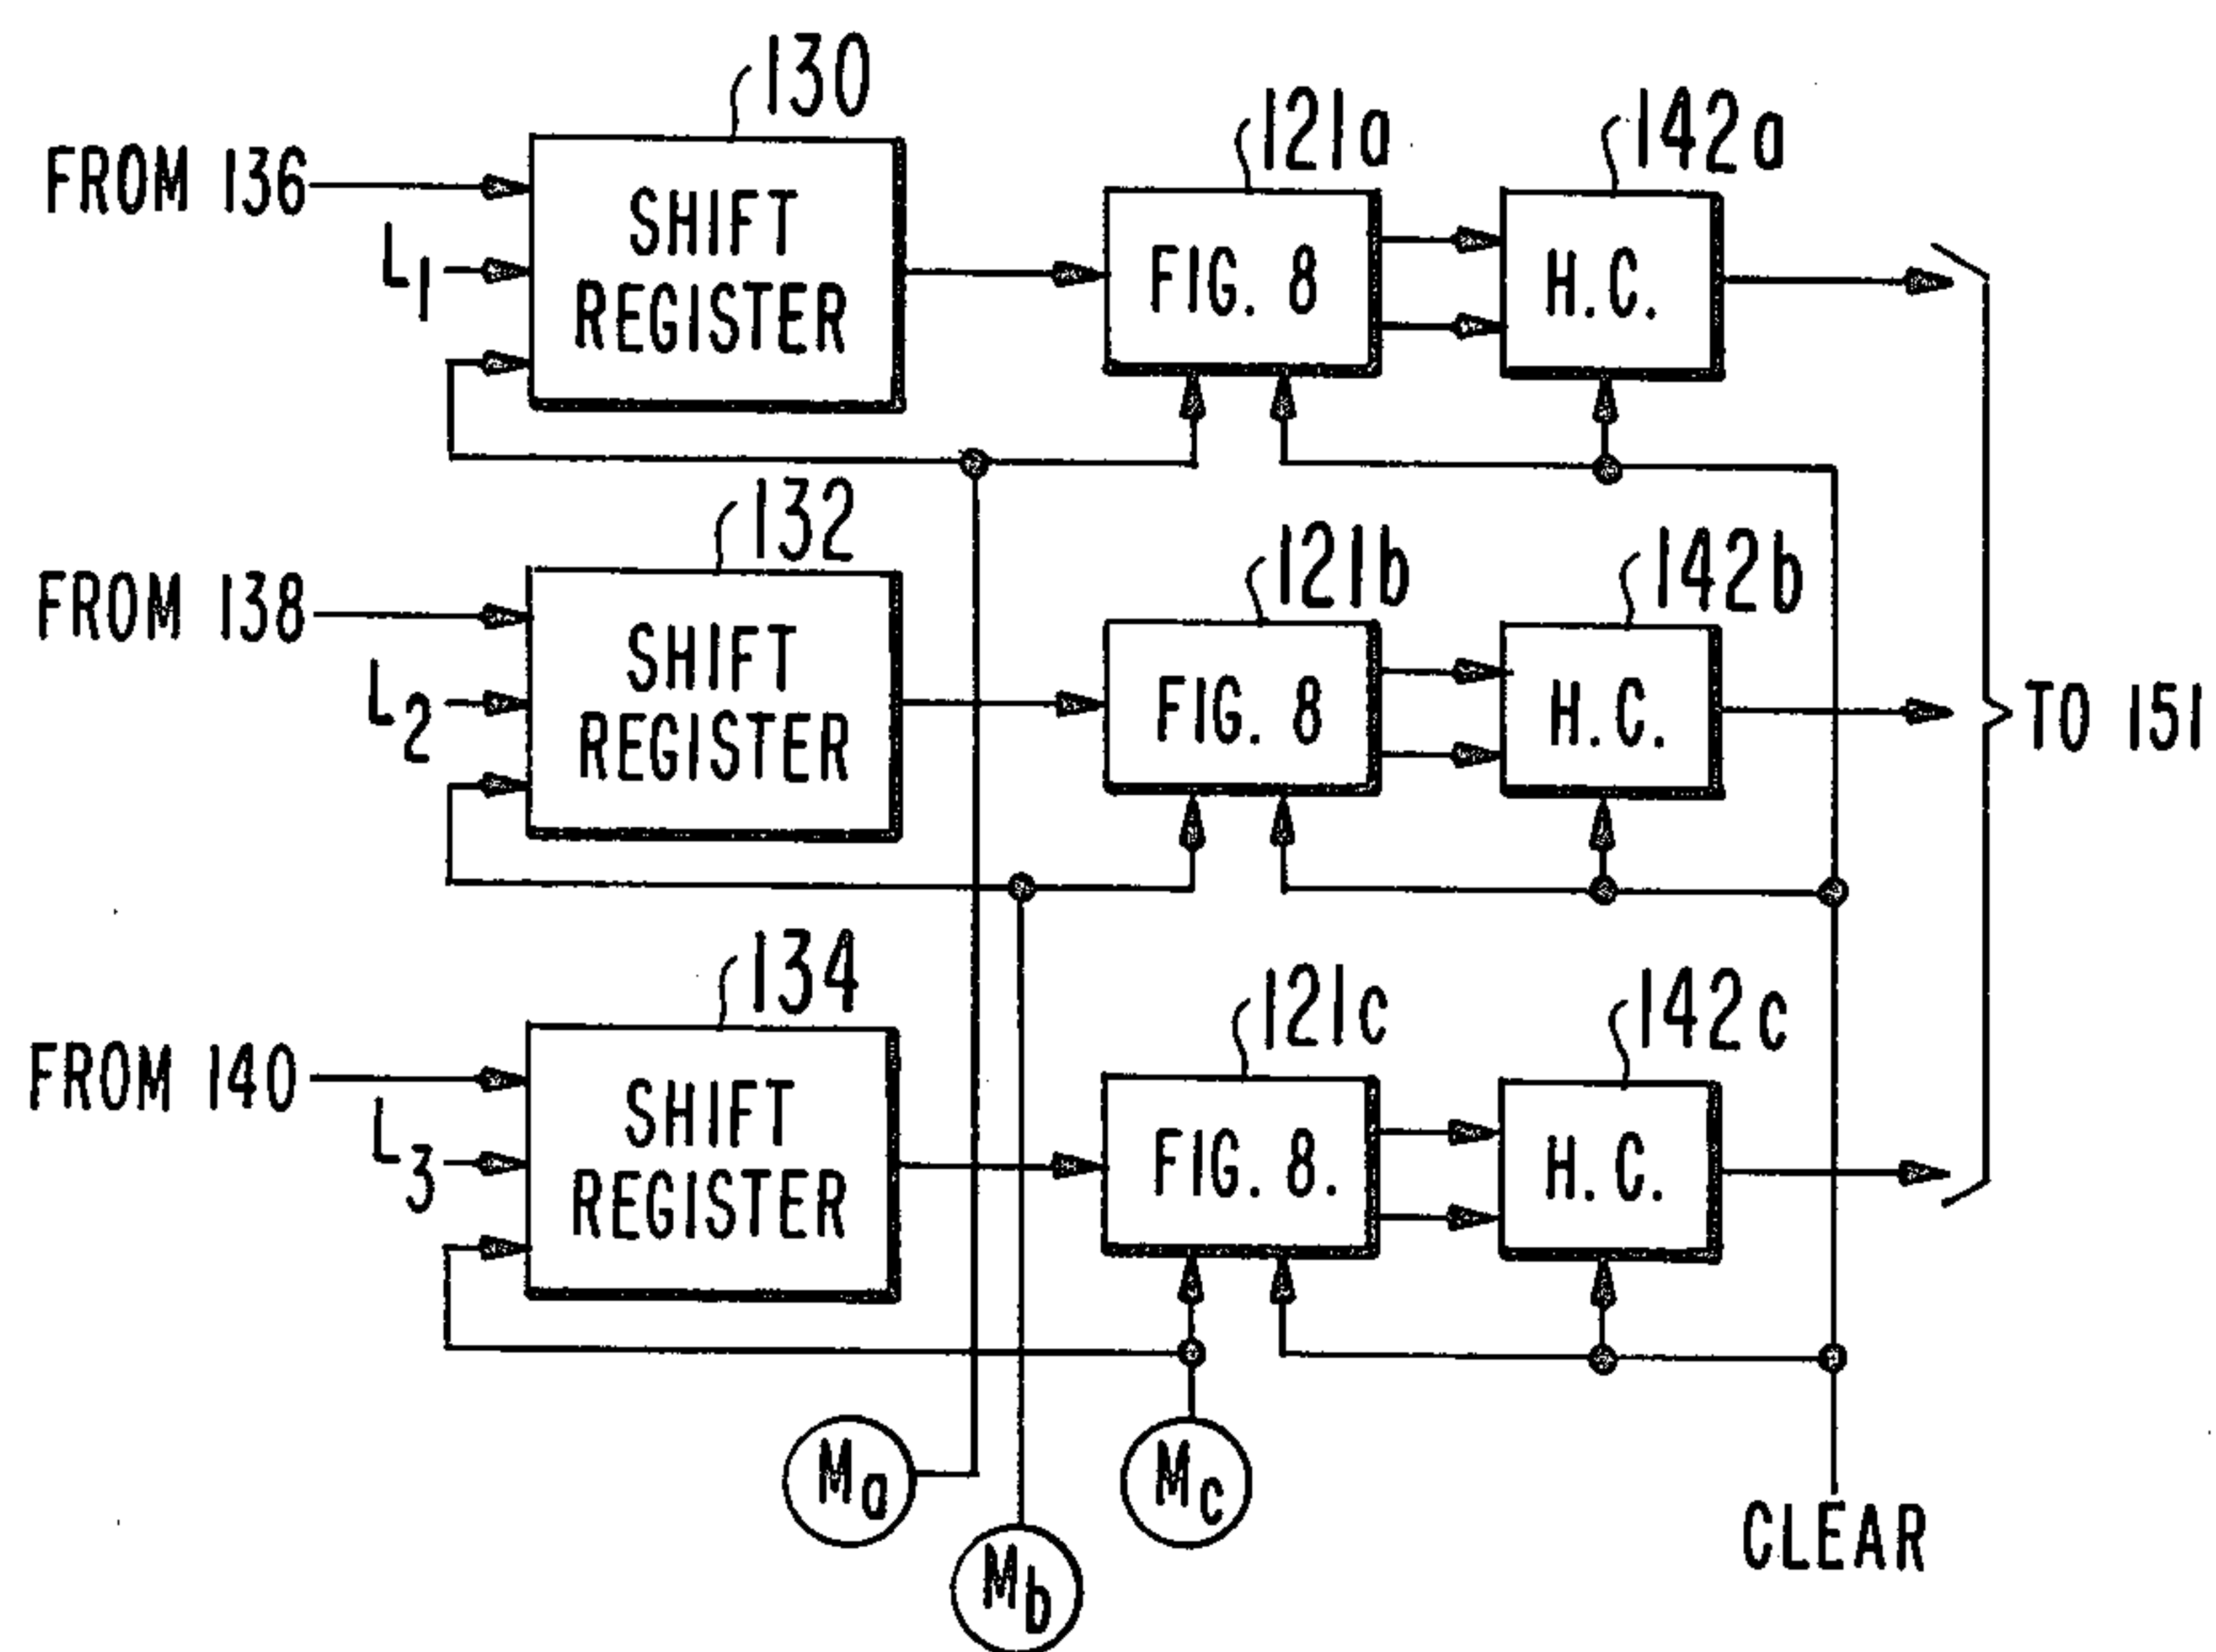 130
FROM 136
L1
SHIFT
REGISTER
121a
FIG. 8
142a
H.C.
132
FROM 138
L2
SHIFT
REGISTER
121b
FIG. 8
142b
H.C.
TO 151
134
FROM 140
L3
SHIFT
REGISTER
121c
FIG. 8.
142c
H.C.
Ma
Mb
Mc
CLEAR